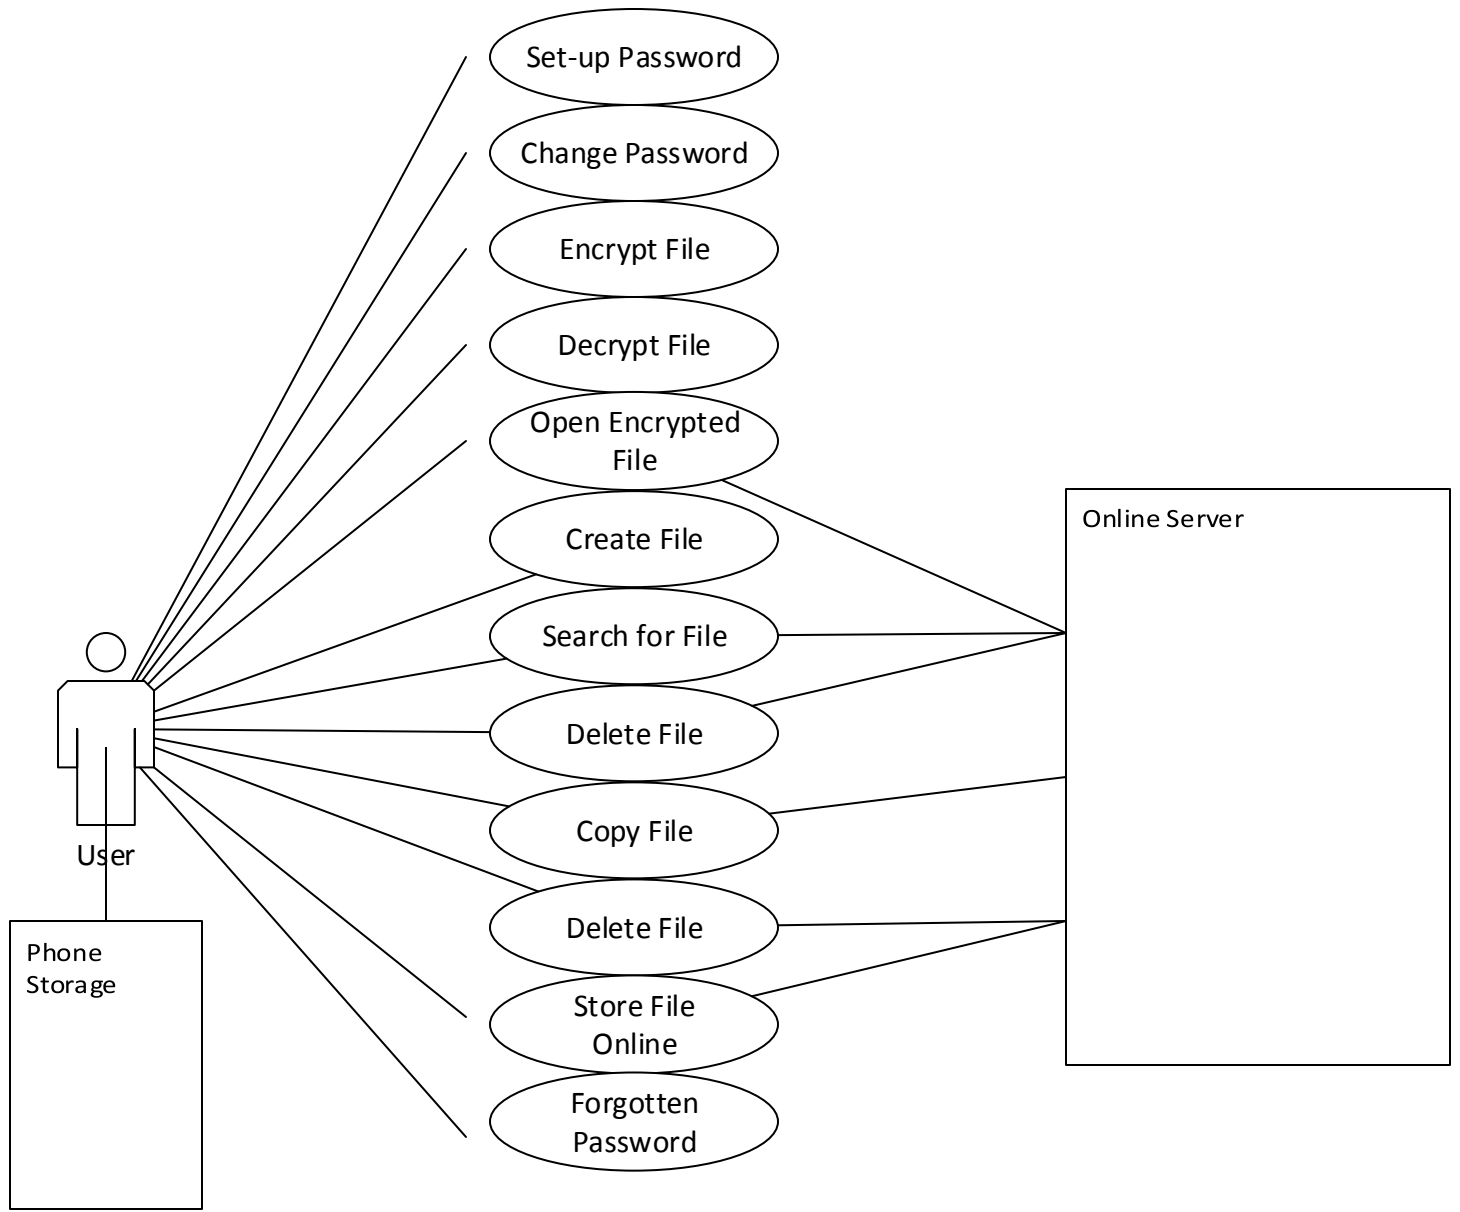 Set-up Password
Change Password
Encrypt File
Decrypt File
Open Encrypted
File
Create File
Search for File
Delete File
Copy File
Delete File
Store File
Online
Forgotten
Password
User
Phone
Storage
Online Server